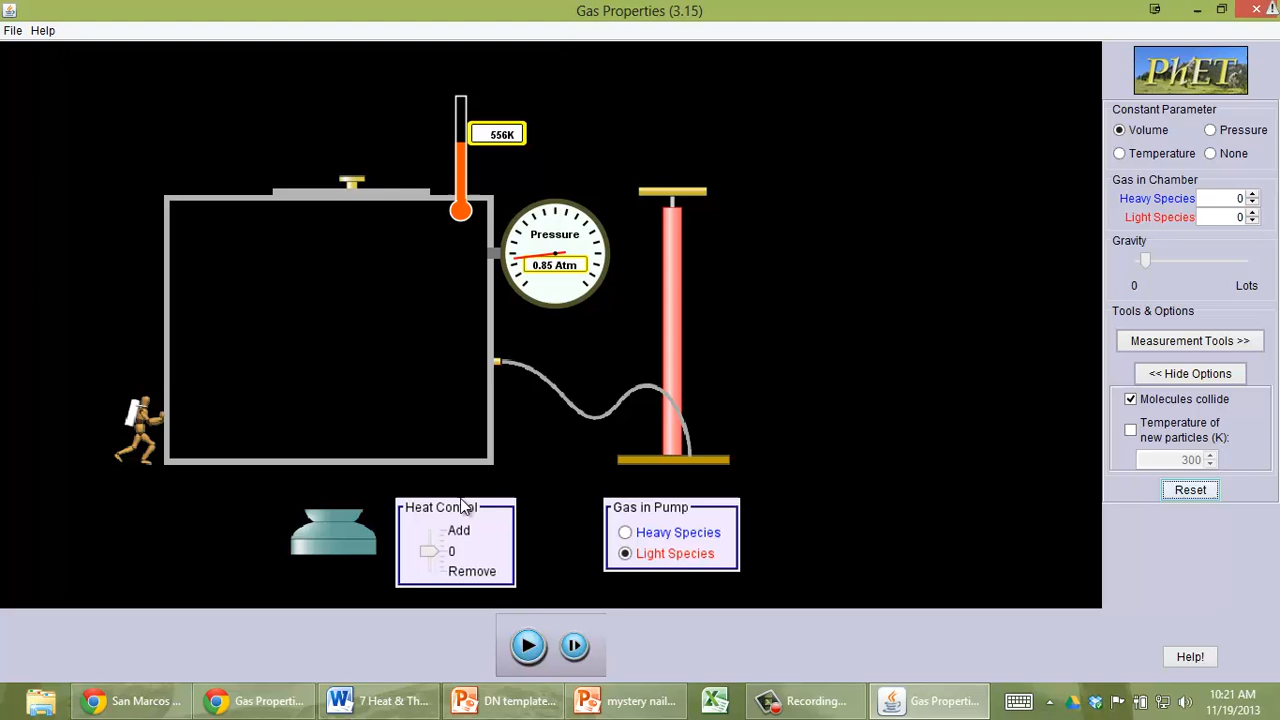 Gas Properties (3.15)
File Help
PhET
556K
Pressure
0.85 Atm
Constant Parameter
Volume Pressure
Temperature None
Gas in Chamber
Heavy Species 0
Light Species 0
Gravity
0 Lots
Tools & Options
Measurement Tools >>
<< Hide Options
Molecules collide
Temperature of
new particles (K):
300
Reset
Heat Control
Add
0
Remove
Gas in Pump
Heavy Species
Light Species
Help!
San Marcos ...
Gas Properti...
7 Heat & Th...
DN template...
mystery nail...
Recording...
Gas Properti...
10:21 AM
11/19/2013